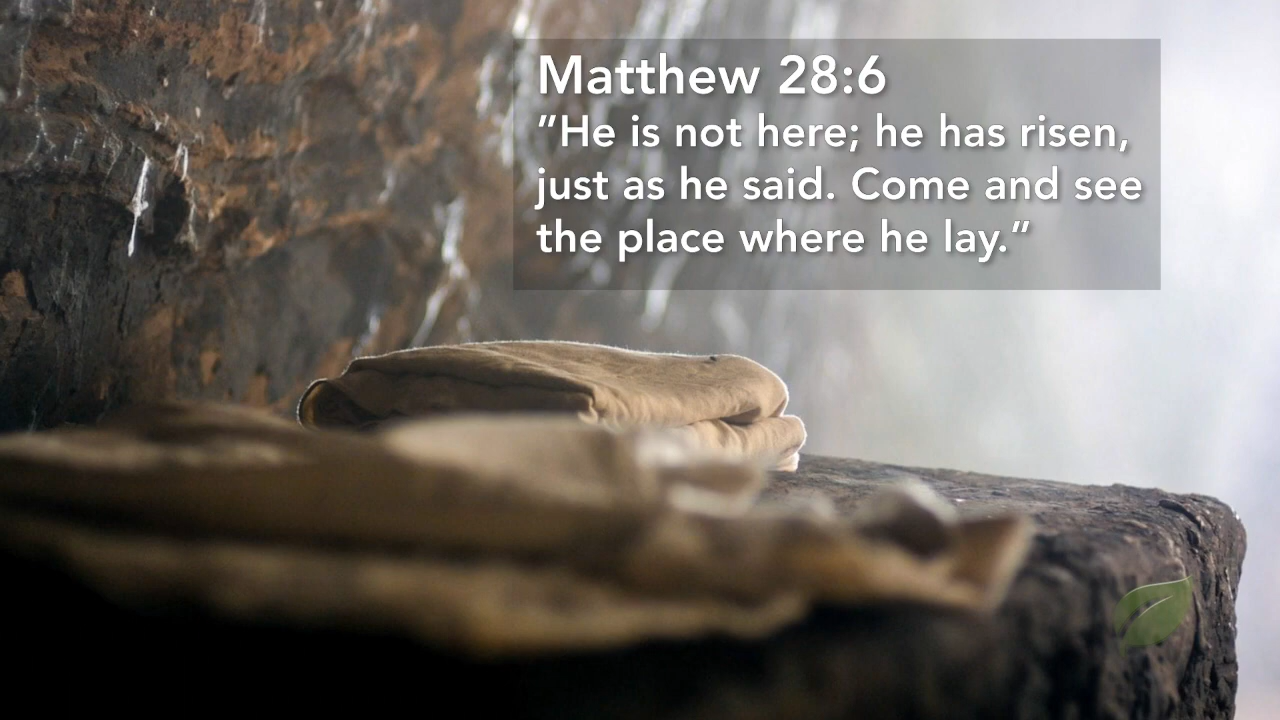 Matthew 28:6
”He is not here; he has risen,
just as he said. Come and see
the place where he lay.”